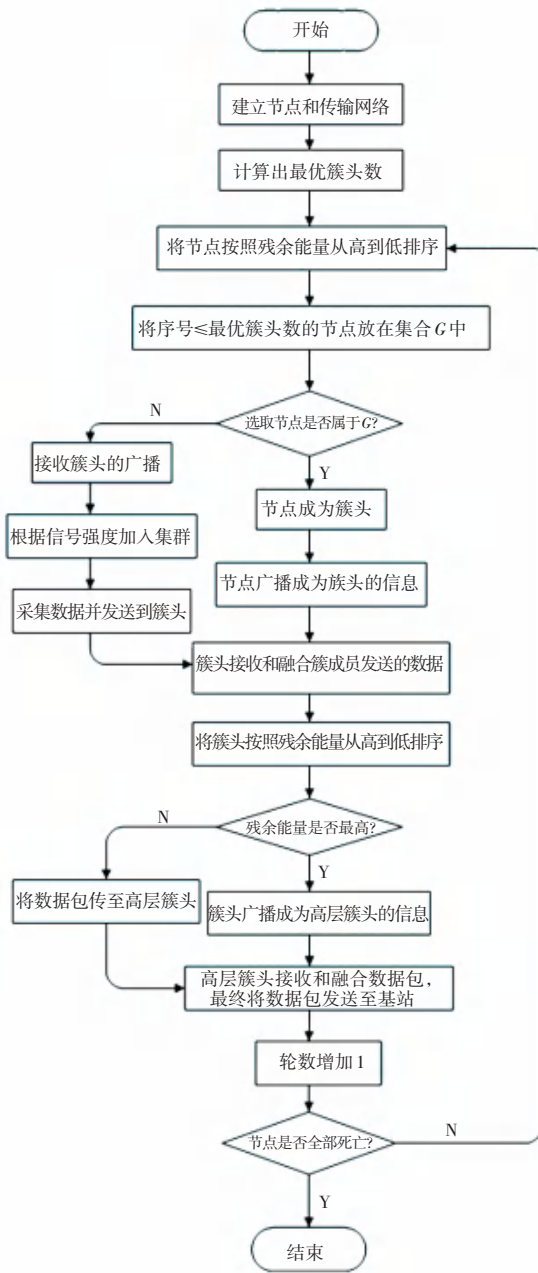 开始
建立节点和传输网络
计算出最优簇头数
将节点按照残余能量从高到低排序
将序号≤最优簇头数的节点放在集合G中
N
选取节点是否属于G?
接收簇头的广播
Y
节点成为簇头
根据信号强度加入集群
节点广播成为族头的信息
采集数据并发送到簇头
簇头接收和融合簇成员发送的数据
将簇头按照残余能量从高到低排序
N
残余能量是否最高?
Y
将数据包传至高层簇头
簇头广播成为高层簇头的信息
高层簇头接收和融合数据包，
最终将数据包发送至基站
轮数增加1
节点是否全部死亡?
N
Y
结束